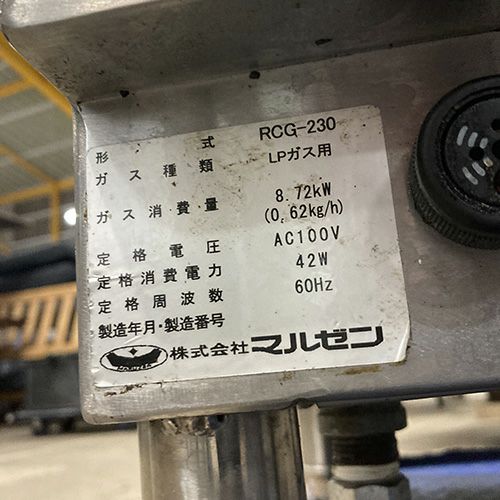 形式 RCG-230
ガス種類 LPガス用
ガス消費量 8.72kW
(0.62kg/h)
定格電圧 AC100V
定格消費電力 42W
定格周波数 60Hz
製造年月・製造番号
MARUZEN 株式会社マルゼン